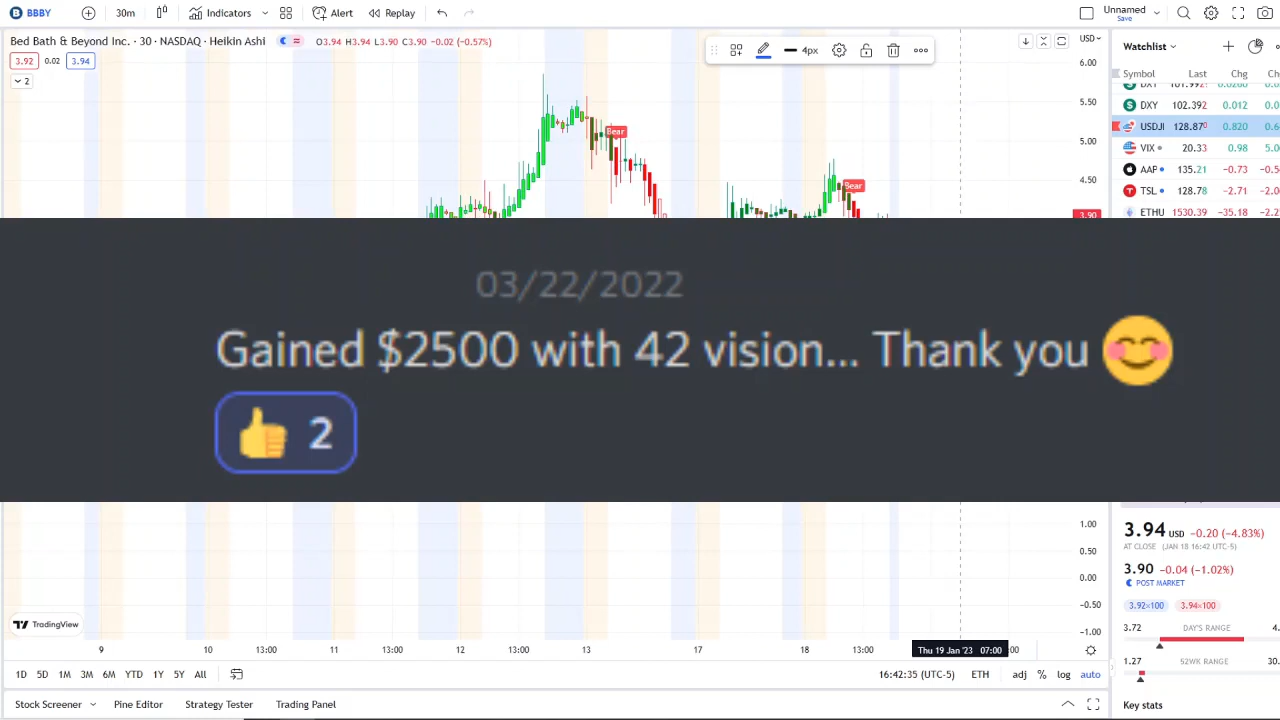 BBBY
30m
Indicators
Alert
Replay
Unnamed
Save
Bed Bath & Beyond Inc. · 30 · NASDAQ · Heikin Ashi
O3.94 H3.94 L3.90 C3.90 −0.02 (−0.57%)
3.92 0.02 3.94
2
4px
USD
6.00
5.50
5.00
4.50
3.90
Bear
Bear
Watchlist
Symbol Last Chg
DXY 102.392 0.012
USDJ 128.870 0.820
VIX 20.33 0.98
AAP 135.21 −0.73
TSL 128.78 −2.71
ETHU 1530.39 −35.18
03/22/2022
Gained $2500 with 42 vision... Thank you 😊
👍 2
1.00
0.50
0.00
−0.50
−1.00
TradingView
9 10 13:00 11 13:00 12 13:00 13 17 18 13:00
Thu 19 Jan '23 07:00
1D 5D 1M 3M 6M YTD 1Y 5Y All
16:42:35 (UTC-5) ETH adj % log auto
Stock Screener Pine Editor Strategy Tester Trading Panel
3.94 USD −0.20 (−4.83%)
AT CLOSE (JAN 18 16:42 UTC-5)
3.90 −0.04 (−1.02%)
POST MARKET
3.92×100 3.94×100
3.72 DAY'S RANGE
1.27 52WK RANGE
Key stats